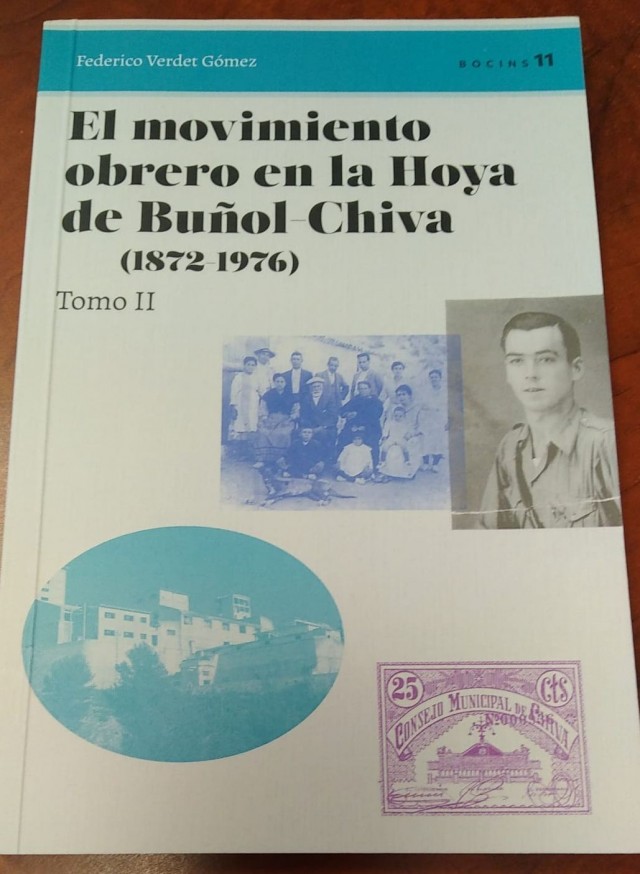 Federico Verdet Gómez
BOCINS 11
El movimiento
obrero en la Hoya
de Buñol-Chiva
(1872-1976)
Tomo II
25 Cts
CONSEJO MUNICIPAL DE CHIVA